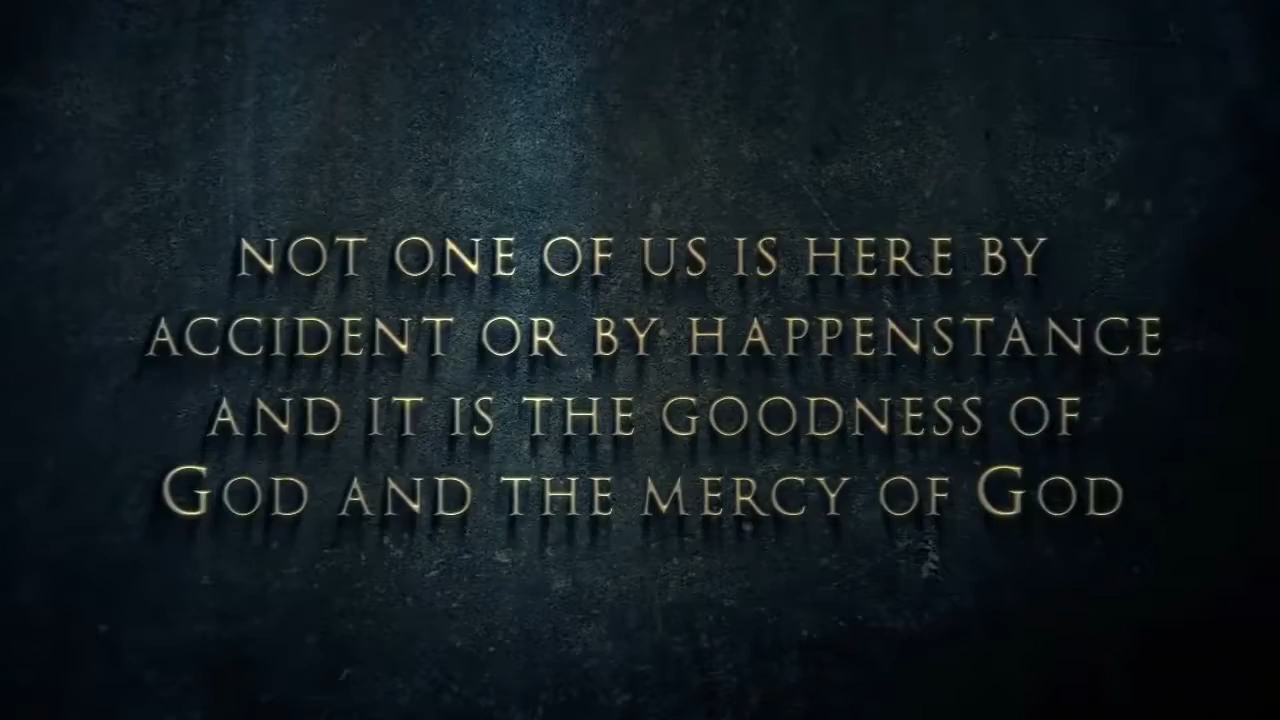 NOT ONE OF US IS HERE BY
ACCIDENT OR BY HAPPENSTANCE
AND IT IS THE GOODNESS OF
GOD AND THE MERCY OF GOD